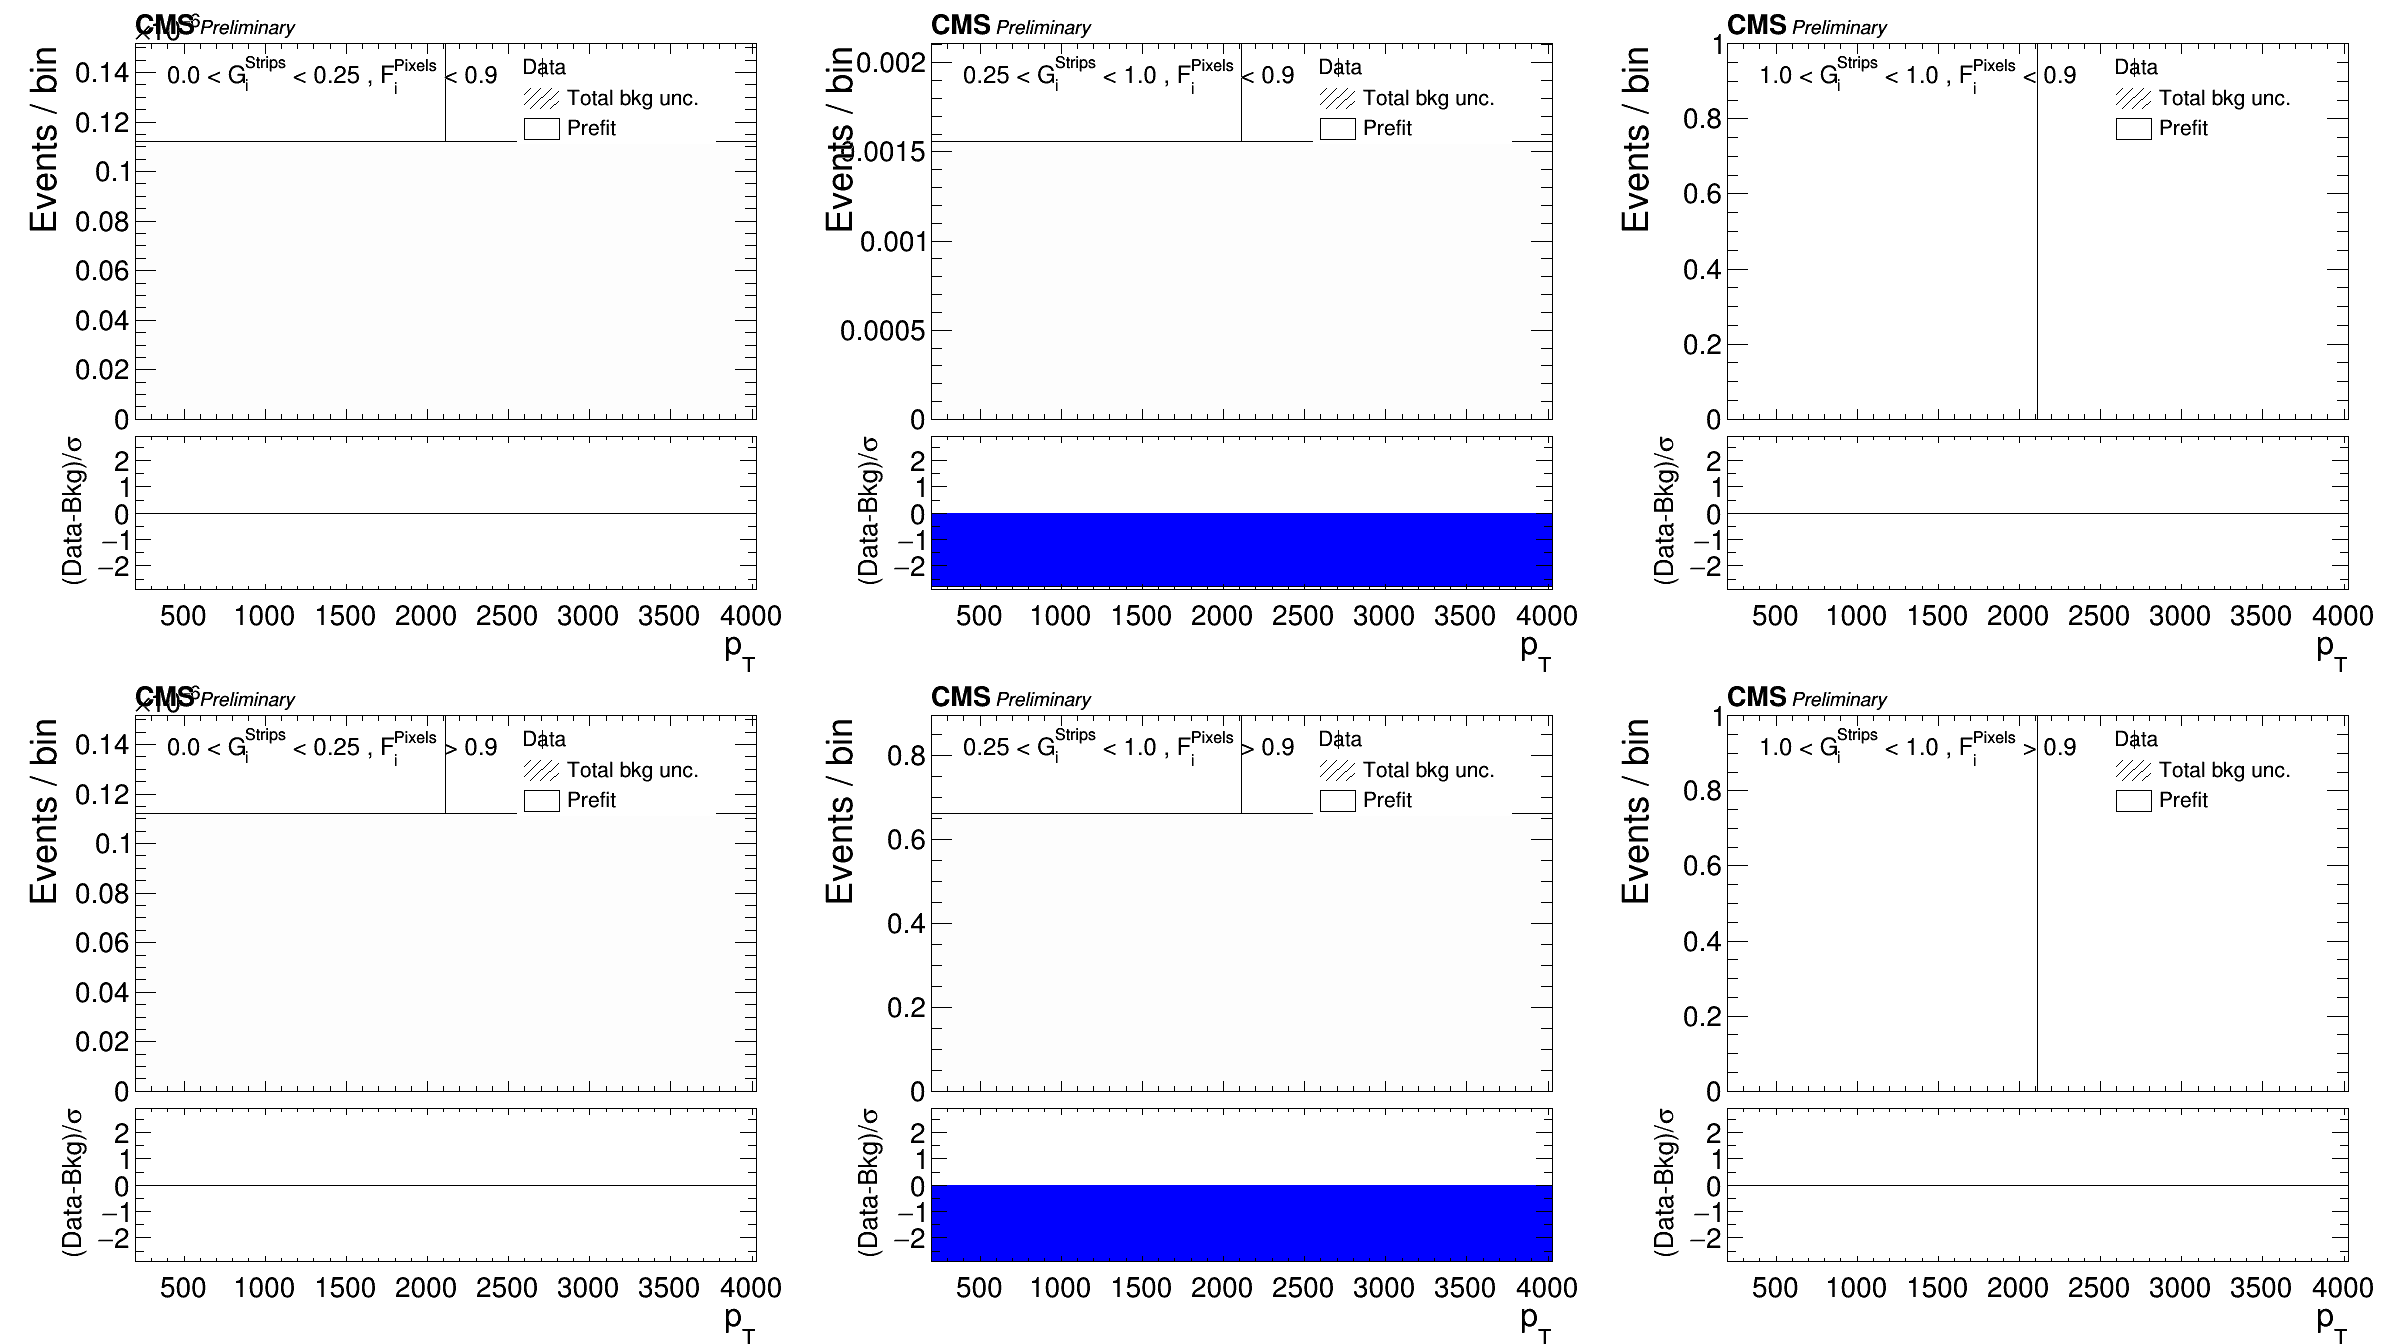 CMS Preliminary
×10⁻⁶
Events / bin
0.0 < G_i^Strips < 0.25 , F_i^Pixels < 0.9
Data
Total bkg unc.
Prefit
0.14
0.12
0.1
0.08
0.06
0.04
0.02
0
(Data-Bkg)/σ
2
1
0
−1
−2
500 1000 1500 2000 2500 3000 3500 4000
p_T
CMS Preliminary
Events / bin
0.25 < G_i^Strips < 1.0 , F_i^Pixels < 0.9
Data
Total bkg unc.
Prefit
0.002
0.0015
0.001
0.0005
0
(Data-Bkg)/σ
2
1
0
−1
−2
500 1000 1500 2000 2500 3000 3500 4000
p_T
CMS Preliminary
Events / bin
1.0 < G_i^Strips < 1.0 , F_i^Pixels < 0.9
Data
Total bkg unc.
Prefit
1
0.8
0.6
0.4
0.2
0
(Data-Bkg)/σ
2
1
0
−1
−2
500 1000 1500 2000 2500 3000 3500 4000
p_T
CMS Preliminary
×10⁻⁶
Events / bin
0.0 < G_i^Strips < 0.25 , F_i^Pixels > 0.9
Data
Total bkg unc.
Prefit
0.14
0.12
0.1
0.08
0.06
0.04
0.02
0
(Data-Bkg)/σ
2
1
0
−1
−2
500 1000 1500 2000 2500 3000 3500 4000
p_T
CMS Preliminary
Events / bin
0.25 < G_i^Strips < 1.0 , F_i^Pixels > 0.9
Data
Total bkg unc.
Prefit
0.8
0.6
0.4
0.2
0
(Data-Bkg)/σ
2
1
0
−1
−2
500 1000 1500 2000 2500 3000 3500 4000
p_T
CMS Preliminary
Events / bin
1.0 < G_i^Strips < 1.0 , F_i^Pixels > 0.9
Data
Total bkg unc.
Prefit
1
0.8
0.6
0.4
0.2
0
(Data-Bkg)/σ
2
1
0
−1
−2
500 1000 1500 2000 2500 3000 3500 4000
p_T